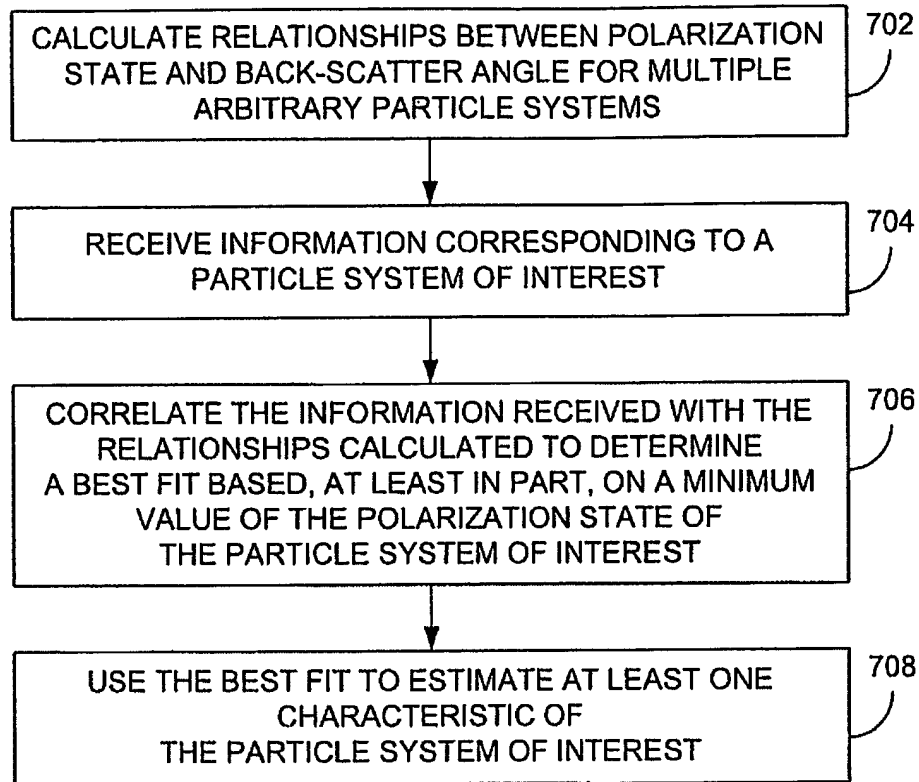 CALCULATE RELATIONSHIPS BETWEEN POLARIZATION
STATE AND BACK-SCATTER ANGLE FOR MULTIPLE
ARBITRARY PARTICLE SYSTEMS
702
RECEIVE INFORMATION CORRESPONDING TO A
PARTICLE SYSTEM OF INTEREST
704
CORRELATE THE INFORMATION RECEIVED WITH THE
RELATIONSHIPS CALCULATED TO DETERMINE
A BEST FIT BASED, AT LEAST IN PART, ON A MINIMUM
VALUE OF THE POLARIZATION STATE OF
THE PARTICLE SYSTEM OF INTEREST
706
USE THE BEST FIT TO ESTIMATE AT LEAST ONE
CHARACTERISTIC OF
THE PARTICLE SYSTEM OF INTEREST
708